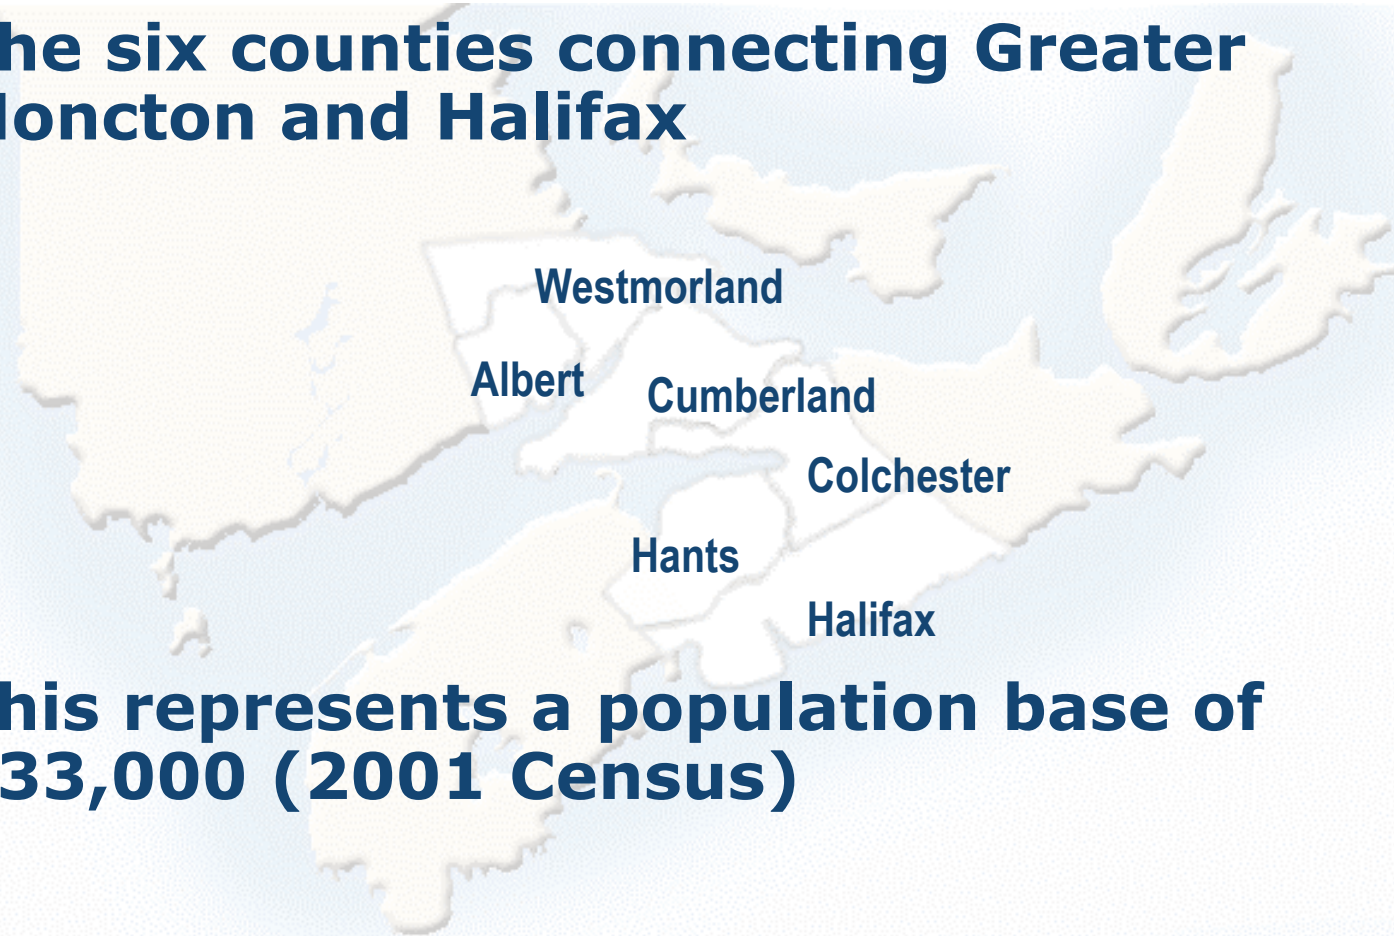 he six counties connecting Greater
oncton and Halifax
Westmorland
Albert
Cumberland
Colchester
Hants
Halifax
his represents a population base of
33,000 (2001 Census)